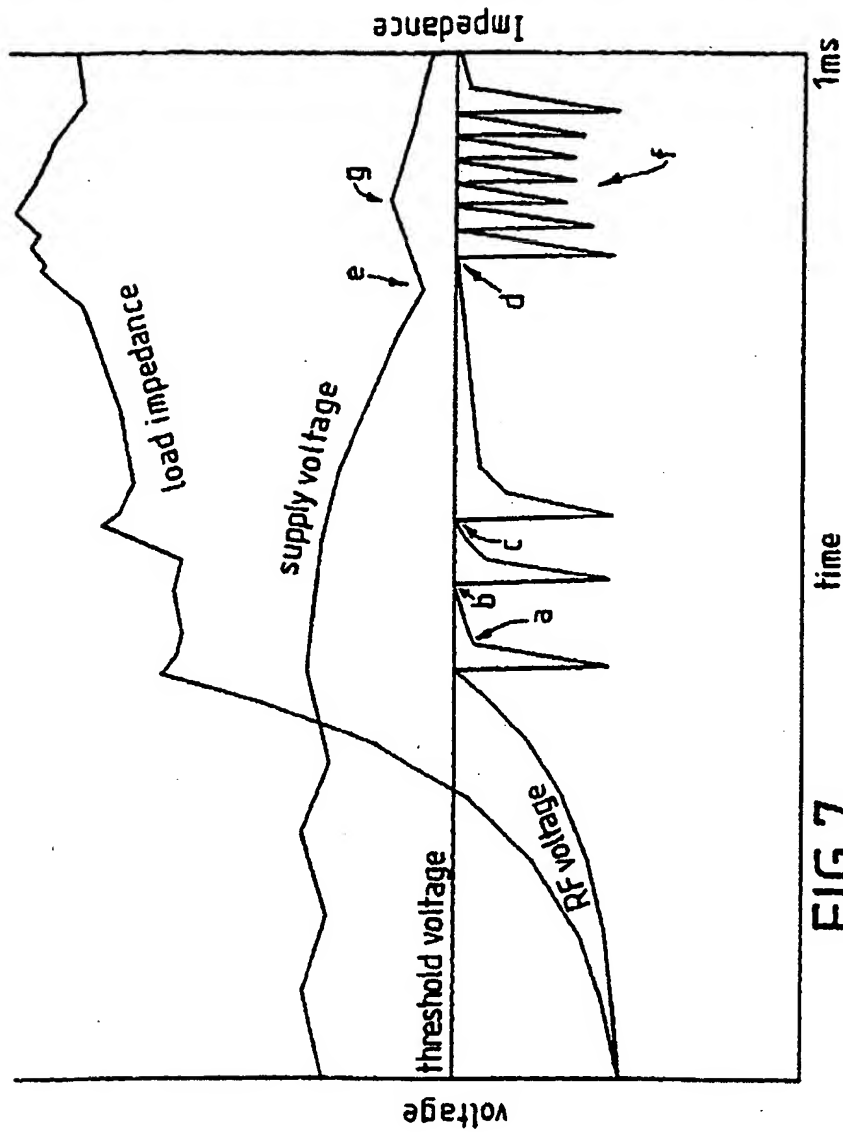 Impedance
voltage
load impedance
supply voltage
g
e
threshold voltage
RF voltage
a
b
c
d
f
time
1ms
FIG. 7